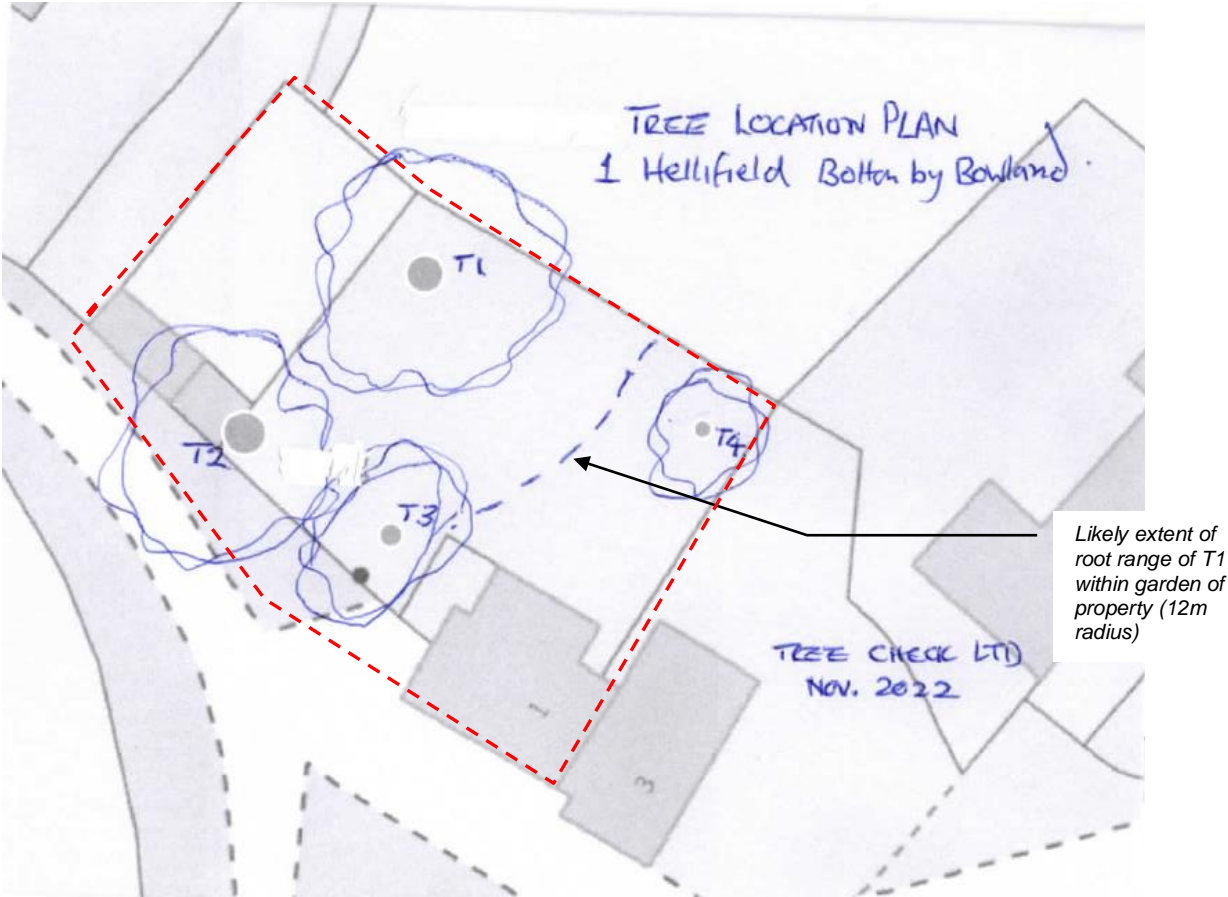 TREE LOCATION PLAN
1 Hellifield Bolton by Bowland.
T1
T2
T3
T4
Likely extent of
root range of T1
within garden of
property (12m
radius)
TREE CHECK LTD
NOV. 2022
1
3